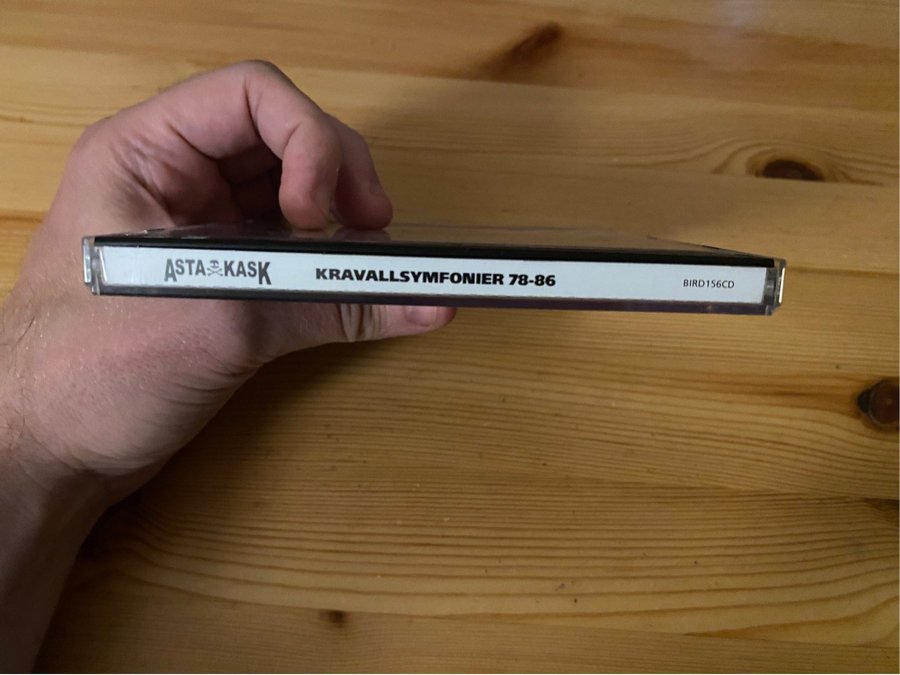 ASTA KASK KRAVALLSYMFONIER 78-86 BIRD156CD